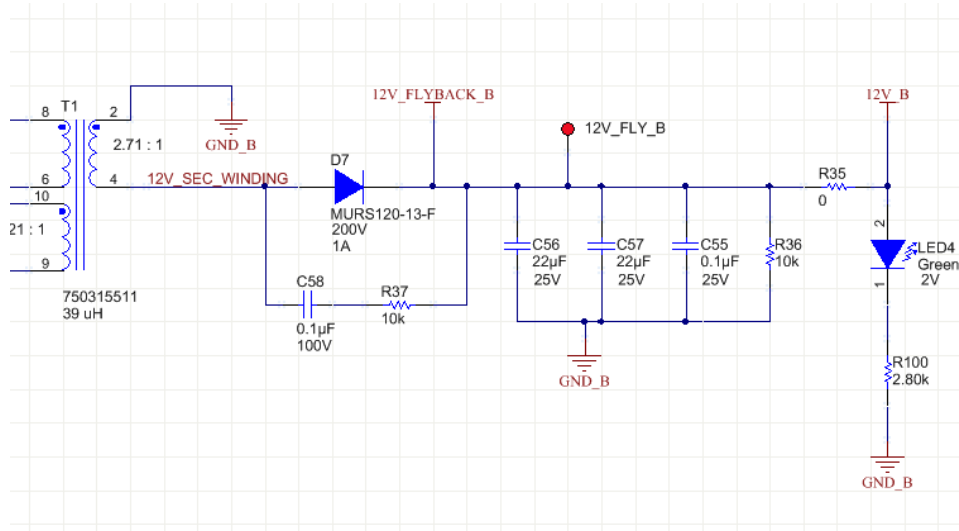 12V_FLYBACK_B
12V_B
T1
8
2
12V_FLY_B
GND_B
2.71 : 1
D7
6
4
12V_SEC_WINDING
R35
0
10
MURS120-13-F
200V
1A
21 : 1
2
C56
22µF
25V
C57
22µF
25V
C55
0.1µF
25V
R36
10k
LED4
Green
2V
9
C58
0.1µF
100V
R37
10k
1
750315511
39 uH
GND_B
R100
2.80k
GND_B